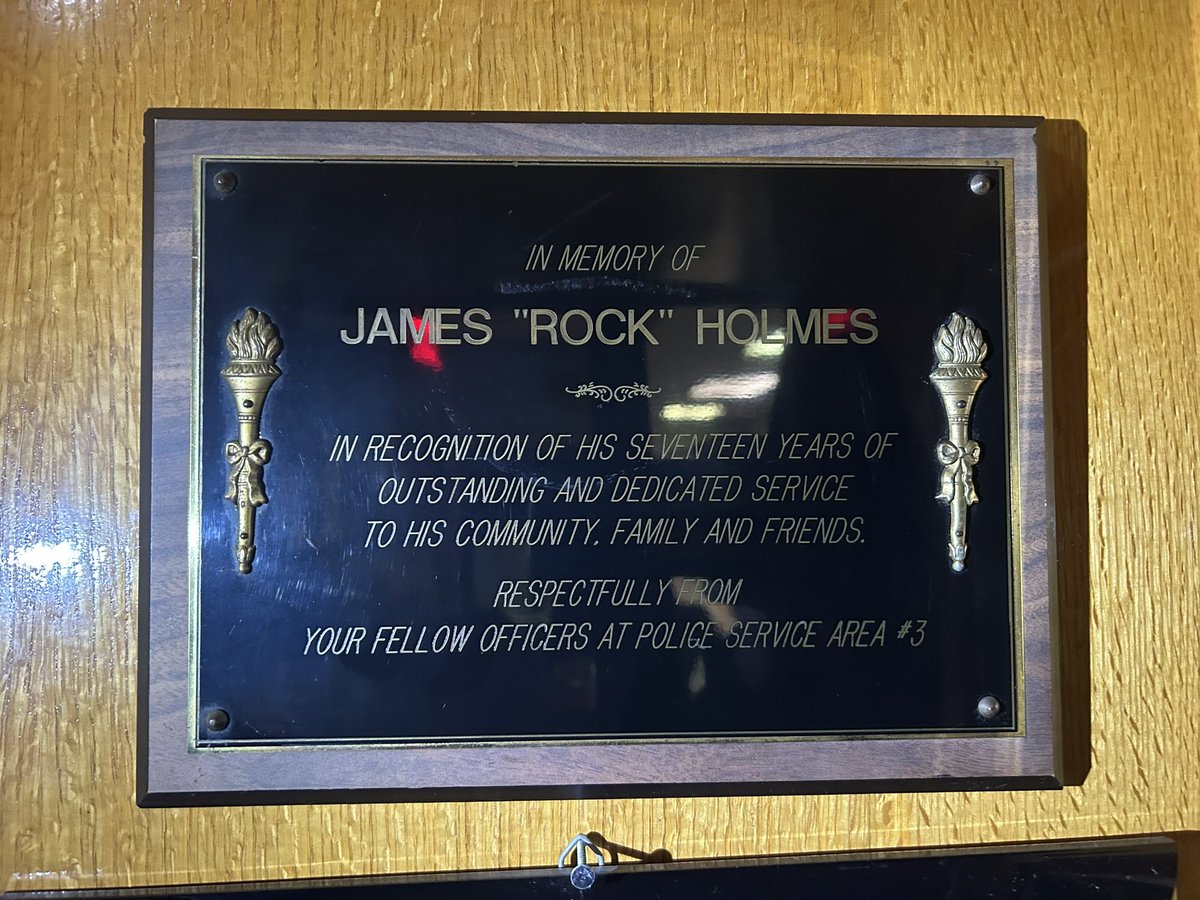 IN MEMORY OF
JAMES "ROCK" HOLMES
IN RECOGNITION OF HIS SEVENTEEN YEARS OF
OUTSTANDING AND DEDICATED SERVICE
TO HIS COMMUNITY, FAMILY AND FRIENDS.
RESPECTFULLY FROM
YOUR FELLOW OFFICERS AT POLICE SERVICE AREA #3